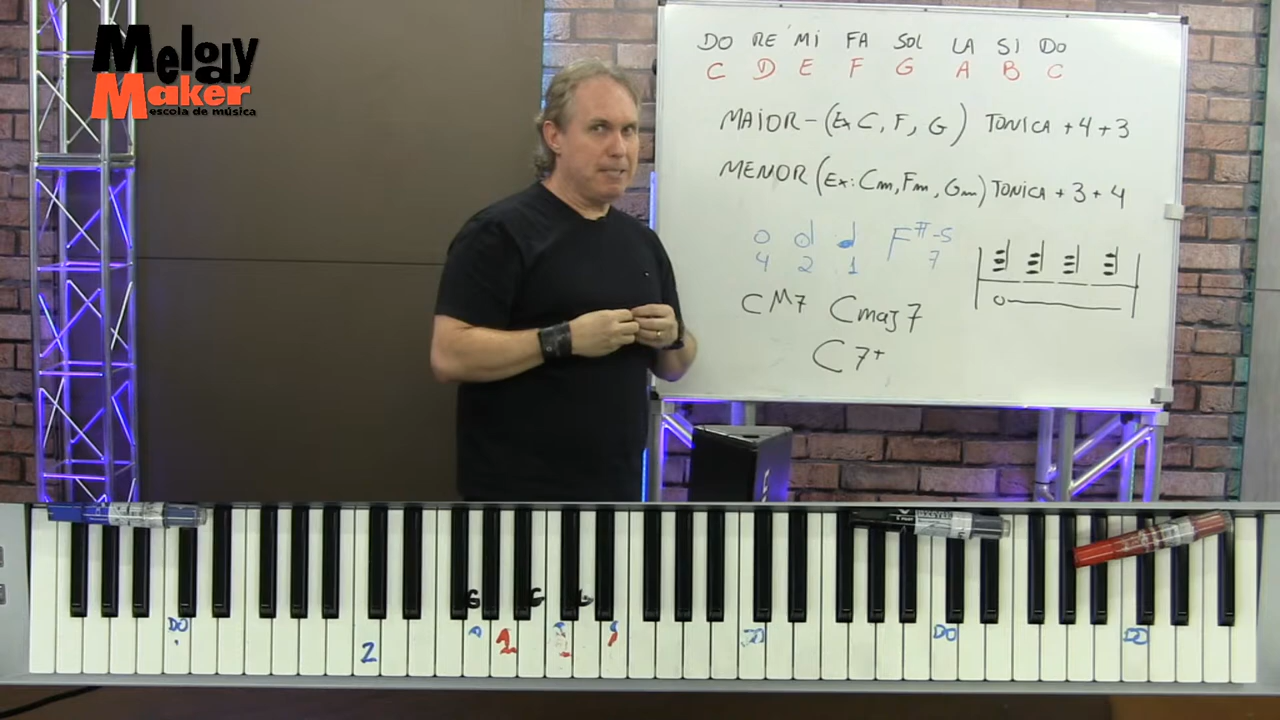 Melody
Maker
escola de música
DO RE MI FA SOL LA SI DO
C D E F G A B C
MAIOR - (Ex C, F, G) TONICA + 4 + 3
MENOR (Ex: Cm, Fm, Gm) TONICA + 3 + 4
F#-5
4 2 1 7
CM7 Cmaj7
C7+
DO
2
2
DO
DO
DO